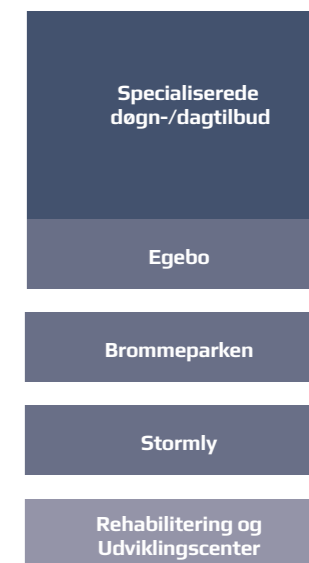 Specialiserede
døgn-/dagtilbud
Egebo
Brommeparken
Stormly
Rehabilitering og
Udviklingscenter